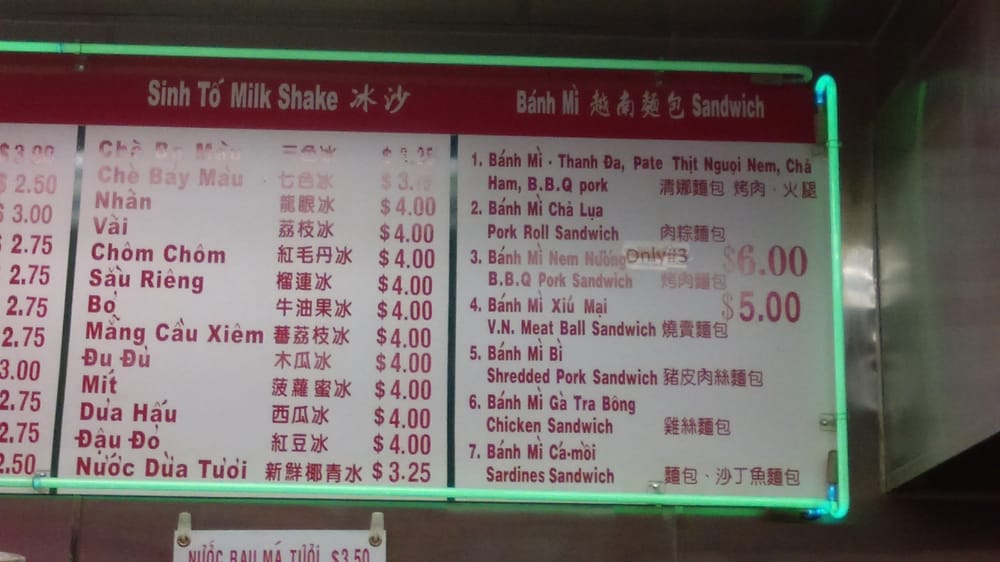 Sinh Tố Milk Shake 冰沙
Bánh Mì 越南麵包 Sandwich
$3.00
$ 2.50
$ 3.00
$ 2.75
2.75
2.75
2.75
3.00
2.75
2.75
2.50
Chè Ba Màu 三色冰
Chè Bảy Màu 七色冰
Nhãn 龍眼冰 $4.00
Vải 荔枝冰 $4.00
Chôm Chôm 紅毛丹冰 $4.00
Sầu Riêng 榴連冰 $4.00
Bơ 牛油果冰 $4.00
Mãng Cầu Xiêm 蕃荔枝冰 $4.00
Đu Đủ 木瓜冰 $4.00
Mít 菠蘿蜜冰 $4.00
Dưa Hấu 西瓜冰 $4.00
Đậu Đỏ 紅豆冰 $4.00
Nước Dừa Tươi 新鮮椰青水 $3.25
1. Bánh Mì - Thanh Đa, Pate Thịt Nguội Nem, Chả
Ham, B.B.Q pork 清娜麵包 烤肉、火腿
2. Bánh Mì Chả Lụa
Pork Roll Sandwich 肉粽麵包
3. Bánh Mì Nem Nướng Only#3 $6.00
B.B.Q Pork Sandwich 烤肉麵包
4. Bánh Mì Xíu Mại $5.00
V.N. Meat Ball Sandwich 燒賣麵包
5. Bánh Mì Bì
Shredded Pork Sandwich 豬皮肉絲麵包
6. Bánh Mì Gà Tra Bông
Chicken Sandwich 雞絲麵包
7. Bánh Mì Cá-mòi
Sardines Sandwich 麵包、沙丁魚麵包
NƯỚC RAU MÁ TƯƠI $3.50